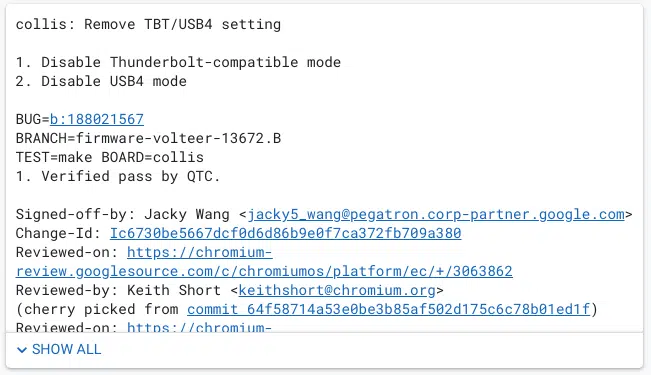 collis: Remove TBT/USB4 setting
1. Disable Thunderbolt-compatible mode
2. Disable USB4 mode
BUG=b:188021567
BRANCH=firmware-volteer-13672.B
TEST=make BOARD=collis
1. Verified pass by QTC.
Signed-off-by: Jacky Wang <jacky5_wang@pegatron.corp-partner.google.com>
Change-Id: Ic6730be5667dcf0d6d86b9e0f7ca372fb709a380
Reviewed-on: https://chromium-
review.googlesource.com/c/chromiumos/platform/ec/+/3063862
Reviewed-by: Keith Short <keithshort@chromium.org>
(cherry picked from commit 64f58714a53e0be3b85af502d175c6c78b01ed1f)
Reviewed-on: https://chromium-
SHOW ALL